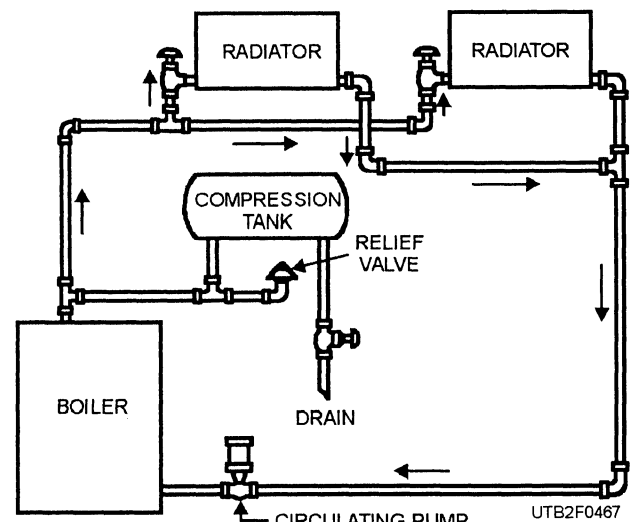 RADIATOR
RADIATOR
COMPRESSION
TANK
RELIEF
VALVE
BOILER
DRAIN
CIRCULATING PUMP
UTB2F0467